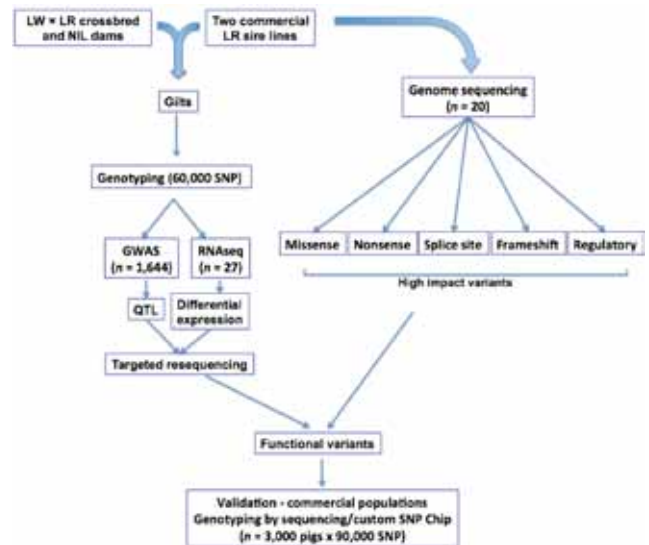 LW × LR crossbred
and NIL dams
Two commercial
LR sire lines
Gilts
Genome sequencing
(n = 20)
Genotyping (60,000 SNP)
GWAS
(n = 1,644)
RNAseq
(n = 27)
Missense
Nonsense
Splice site
Frameshift
Regulatory
High impact variants
QTL
Differential
expression
Targeted resequencing
Functional variants
Validation - commercial populations
Genotyping by sequencing/custom SNP Chip
(n = 3,000 pigs x 90,000 SNP)